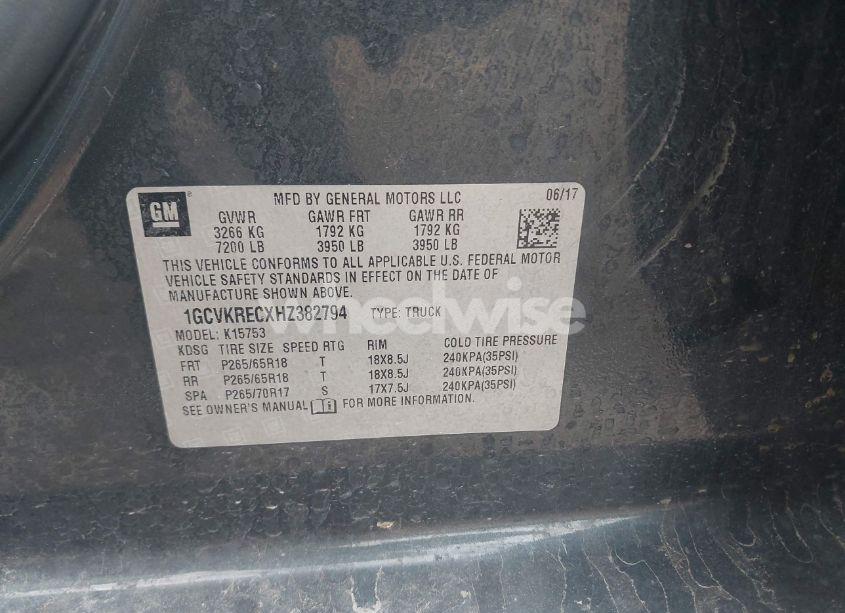 GM
MFD BY GENERAL MOTORS LLC 06/17
GVWR GAWR FRT GAWR RR
3266 KG 1792 KG 1792 KG
7200 LB 3950 LB 3950 LB
THIS VEHICLE CONFORMS TO ALL APPLICABLE U.S. FEDERAL MOTOR
VEHICLE SAFETY STANDARDS IN EFFECT ON THE DATE OF
MANUFACTURE SHOWN ABOVE.
1GCVKRECXHZ382794 TYPE: TRUCK
MODEL: K15753
KDSG TIRE SIZE SPEED RTG RIM COLD TIRE PRESSURE
FRT P265/65R18 T 18X8.5J 240KPA(35PSI)
RR P265/65R18 T 18X8.5J 240KPA(35PSI)
SPA P265/70R17 S 17X7.5J 240KPA(35PSI)
SEE OWNER'S MANUAL FOR MORE INFORMATION.
wheelwise